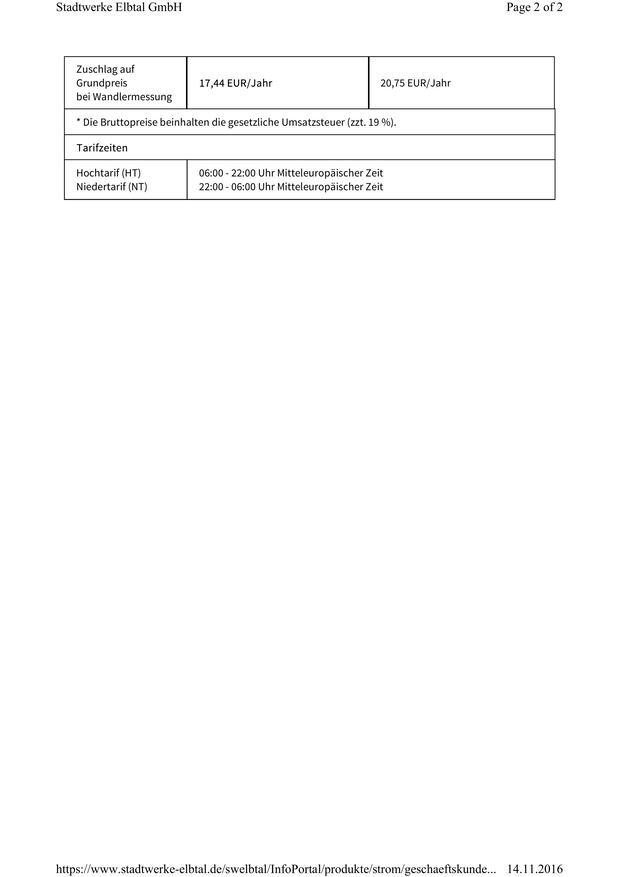 Stadtwerke Elbtal GmbH Page 2 of 2
Zuschlag auf
Grundpreis
bei Wandlermessung
17,44 EUR/Jahr
20,75 EUR/Jahr
* Die Bruttopreise beinhalten die gesetzliche Umsatzsteuer (zzt. 19 %).
Tarifzeiten
Hochtarif (HT)
Niedertarif (NT)
06:00 - 22:00 Uhr Mitteleuropäischer Zeit
22:00 - 06:00 Uhr Mitteleuropäischer Zeit
https://www.stadtwerke-elbtal.de/swelbtal/InfoPortal/produkte/strom/geschaeftskunde... 14.11.2016